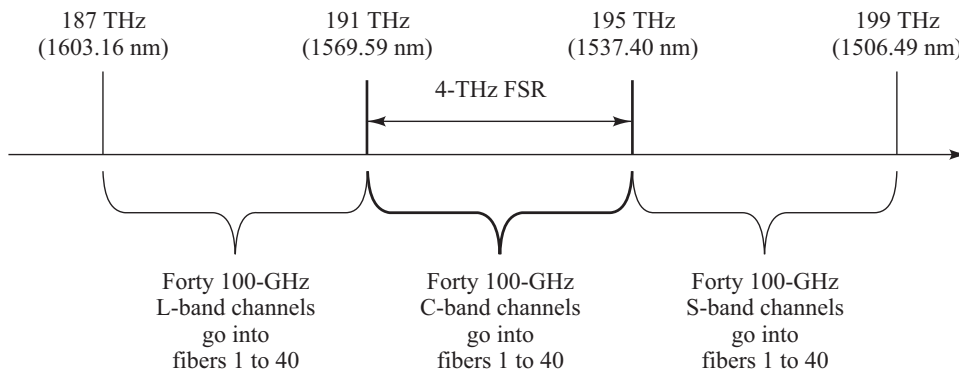 187 THz
(1603.16 nm)
191 THz
(1569.59 nm)
195 THz
(1537.40 nm)
199 THz
(1506.49 nm)
4-THz FSR
Forty 100-GHz
L-band channels
go into
fibers 1 to 40
Forty 100-GHz
C-band channels
go into
fibers 1 to 40
Forty 100-GHz
S-band channels
go into
fibers 1 to 40